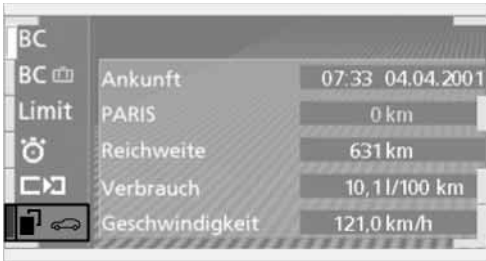 BC
BC
Limit
Ankunft 07:33 04.04.2001
PARIS 0 km
Reichweite 631 km
Verbrauch 10,1 l/100 km
Geschwindigkeit 121,0 km/h